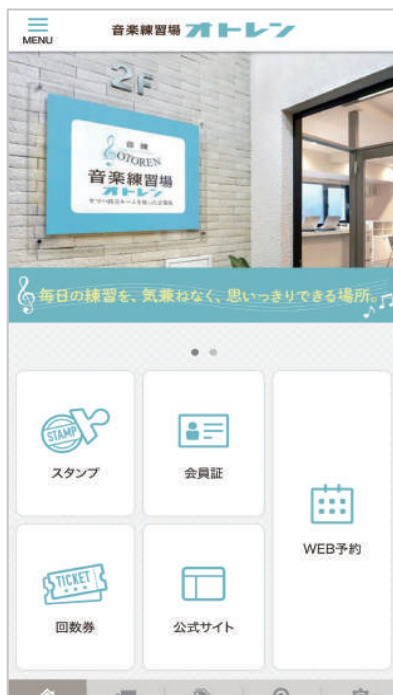 MENU
音楽練習場 オトレン
2F
音練
OTOREN
音楽練習場
オトレン
毎日の練習を、気兼ねなく、思いっきりできる場所。
STAMP
スタンプ
会員証
WEB予約
TICKET
回数券
公式サイト